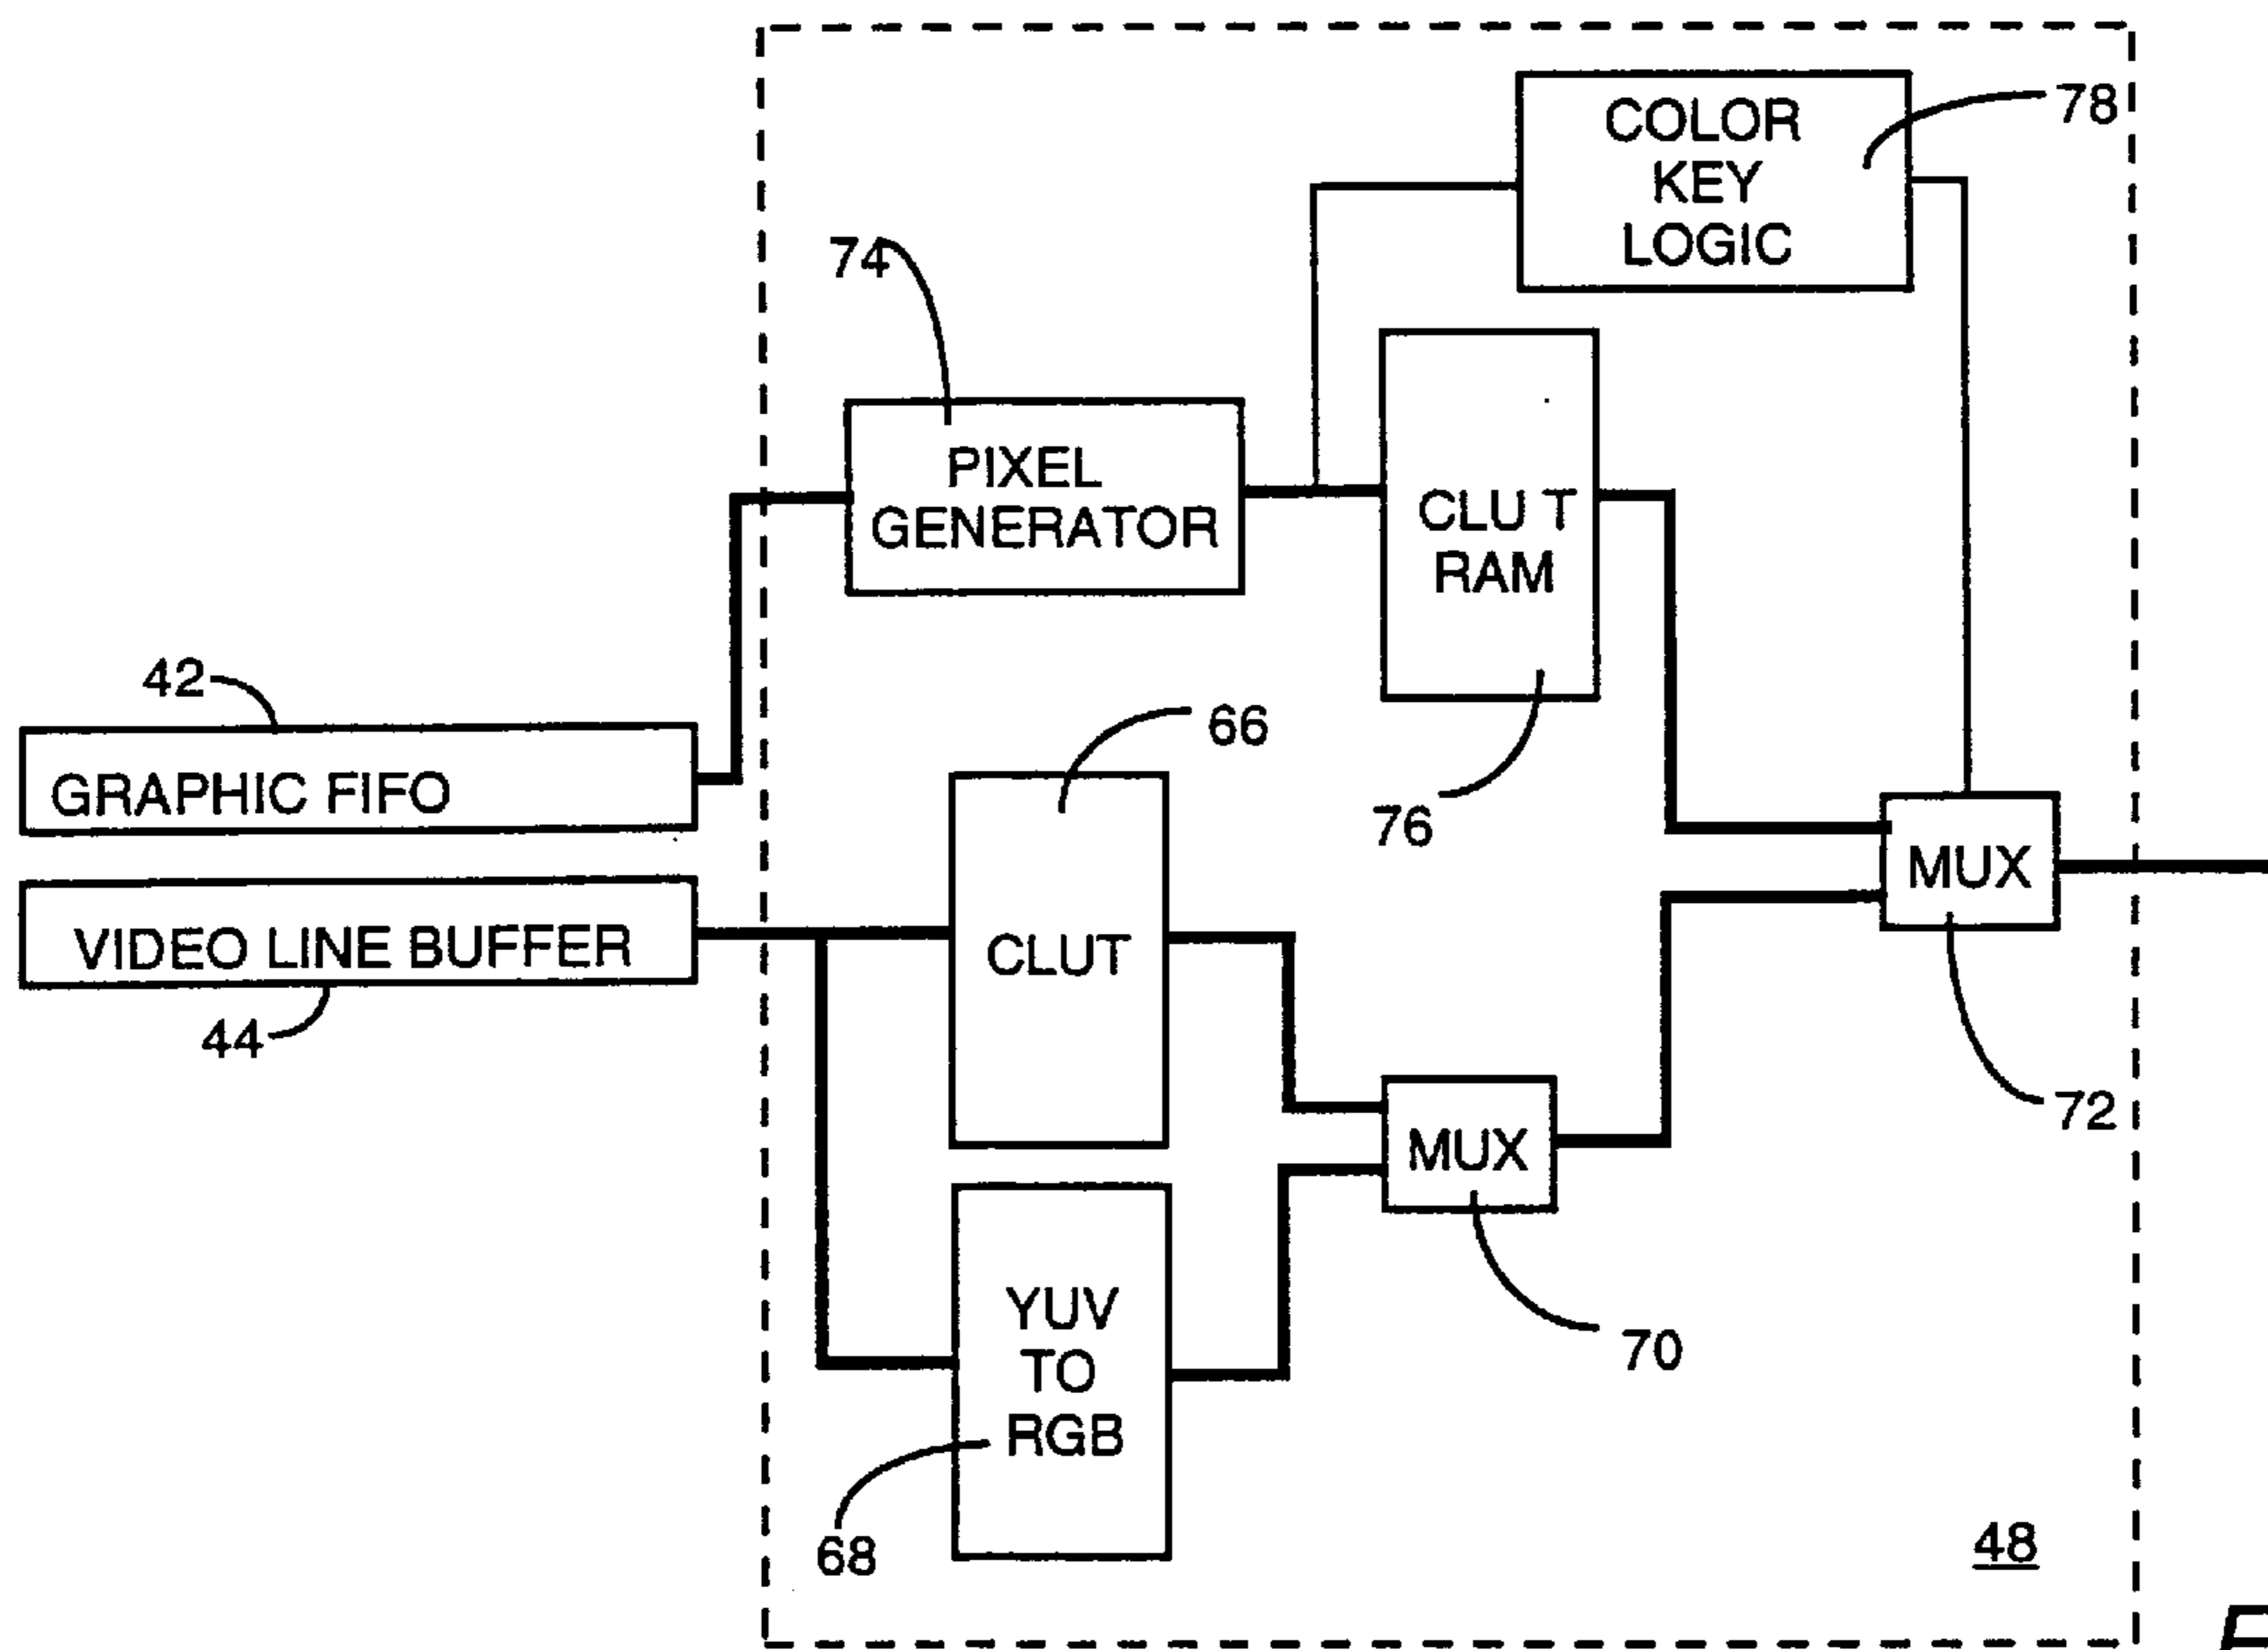 COLOR
KEY
LOGIC
78
74
PIXEL
GENERATOR
CLU T
RAM
42
GRAPHIC FIFO
66
76
MUX
VIDEO LINE BUFFER
CLUT
44
72
MUX
70
YUV
TO
RGB
68
48